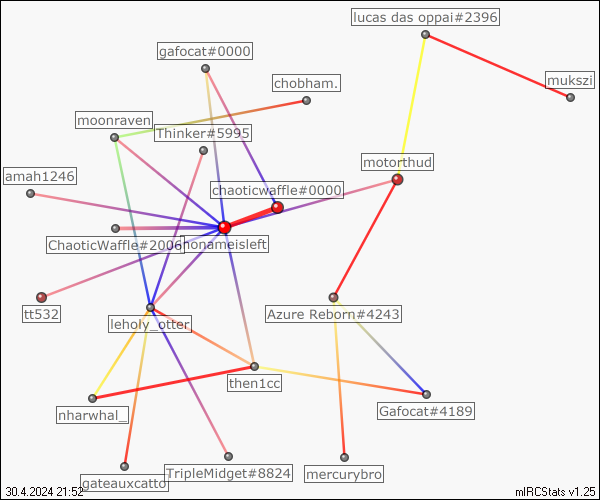 lucas das oppai#2396
gafocat#0000
mukszi
chobham.
moonraven
Thinker#5995
motorthud
amah1246
chaoticwaffle#0000
ChaoticWaffle#2006
nonameisleft
tt532
Azure Reborn#4243
leholy_otter
then1cc
nharwhal_
Gafocat#4189
TripleMidget#8824
mercurybro
gateauxcatto
30.4.2024 21:52
mIRCStats v1.25